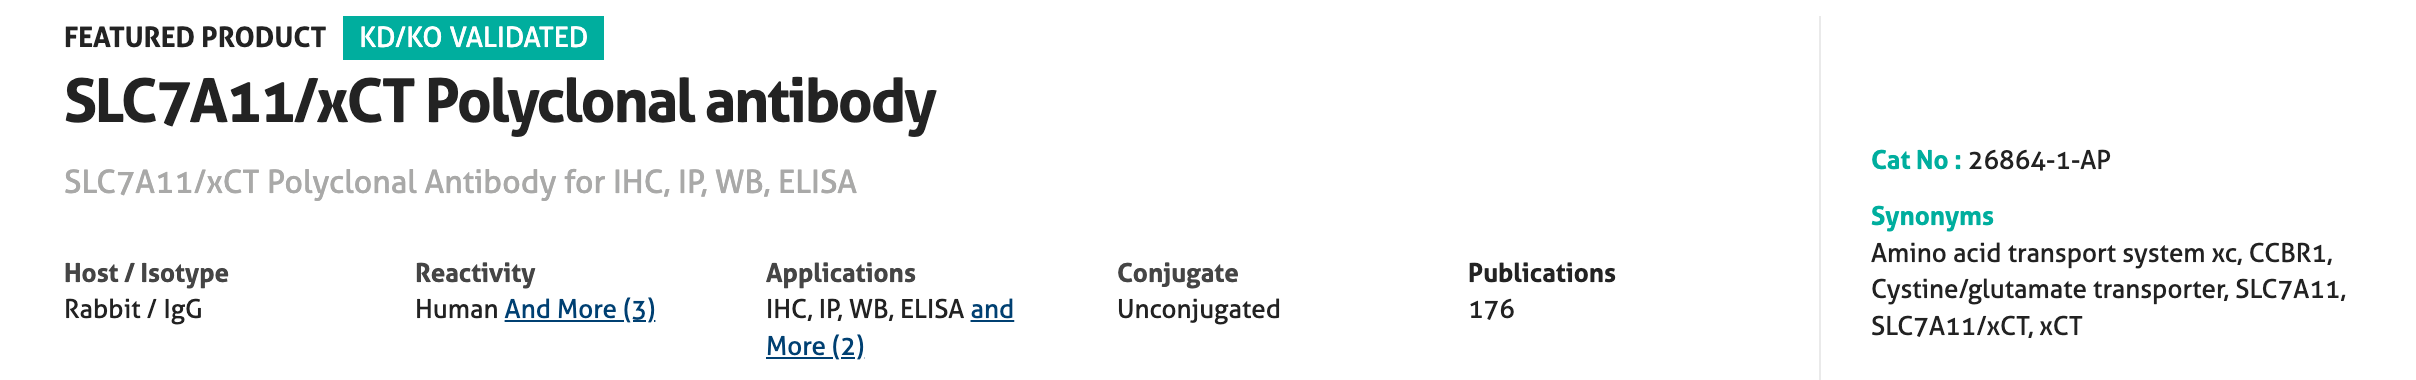 FEATURED PRODUCT KD/KO VALIDATED
SLC7A11/xCT Polyclonal antibody
SLC7A11/xCT Polyclonal Antibody for IHC, IP, WB, ELISA
Host / Isotype
Rabbit / IgG
Reactivity
Human And More (3)
Applications
IHC, IP, WB, ELISA and
More (2)
Conjugate
Unconjugated
Publications
176
Cat No : 26864-1-AP
Synonyms
Amino acid transport system xc, CCBR1,
Cystine/glutamate transporter, SLC7A11,
SLC7A11/xCT, xCT